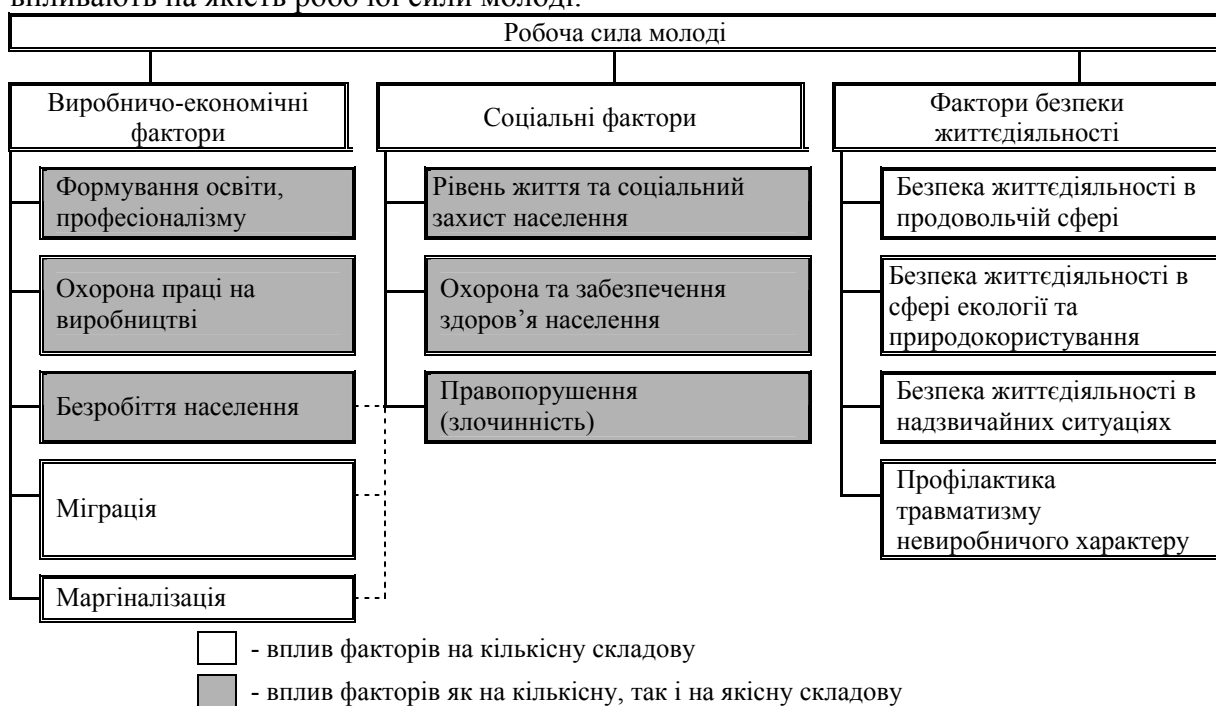 впливають на якість робочої сили молоді.
Робоча сила молоді
Виробничо-економічні
фактори
Соціальні фактори
Фактори безпеки
життєдіяльності
Формування освіти,
професіоналізму
Охорона праці на
виробництві
Безробіття населення
Міграція
Маргіналізація
Рівень життя та соціальний
захист населення
Охорона та забезпечення
здоров’я населення
Правопорушення
(злочинність)
Безпека життєдіяльності в
продовольчій сфері
Безпека життєдіяльності в
сфері екології та
природокористування
Безпека життєдіяльності в
надзвичайних ситуаціях
Профілактика
травматизму
невиробничого характеру
- вплив факторів на кількісну складову
- вплив факторів як на кількісну, так і на якісну складову